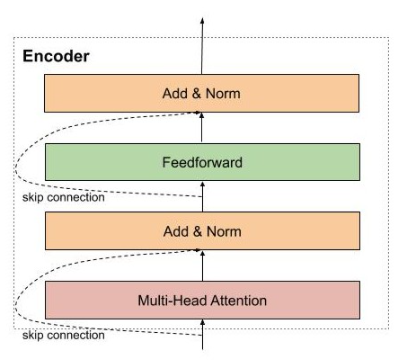 Encoder
Add & Norm
Feedforward
skip connection
Add & Norm
Multi-Head Attention
skip connection